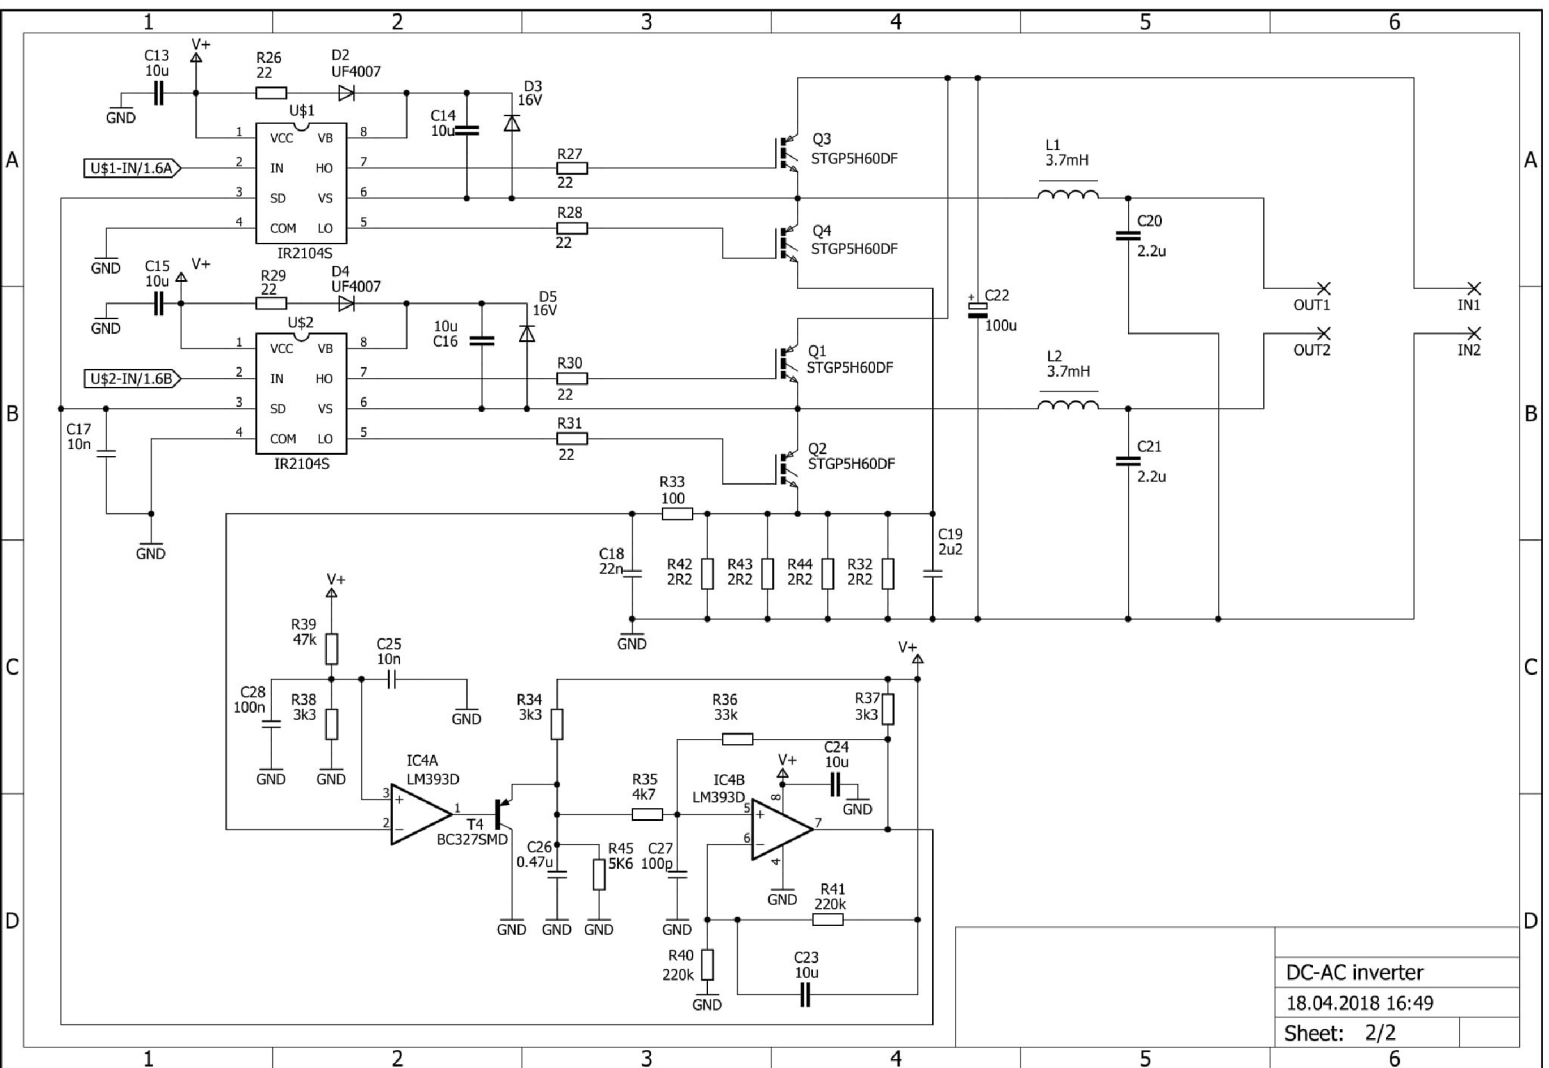 1 2 3 4 5 6
A
B
C
D
A
B
C
D
1 2 3 4 5 6
C13
10u
V+
GND
R26
22
D2
UF4007
D3
16V
C14
10u
U$1
1 VCC VB 8
2 IN HO 7
3 SD VS 6
4 COM LO 5
IR2104S
U$1-IN/1.6A
GND
R27
22
R28
22
Q3
STGP5H60DF
Q4
STGP5H60DF
L1
3.7mH
C20
2.2u
C15
10u
V+
GND
R29
22
D4
UF4007
D5
16V
10u
C16
U$2
1 VCC VB 8
2 IN HO 7
3 SD VS 6
4 COM LO 5
IR2104S
U$2-IN/1.6B
C17
10n
GND
R30
22
R31
22
Q1
STGP5H60DF
Q2
STGP5H60DF
+
C22
100u
L2
3.7mH
C21
2.2u
OUT1
OUT2
IN1
IN2
R33
100
C18
22n
R42
2R2
R43
2R2
R44
2R2
R32
2R2
C19
2u2
GND
V+
R39
47k
C25
10n
GND
C28
100n
R38
3k3
GND
GND
IC4A
LM393D
3 +
2 −
1
T4
BC327SMD
R34
3k3
C26
0.47u
R45
5K6
C27
100p
GND
GND
GND
GND
R35
4k7
R36
33k
R37
3k3
V+
V+
C24
10u
GND
IC4B
LM393D
5 +
6 −
7
8
4
GND
R41
220k
R40
220k
GND
C23
10u
DC-AC inverter
18.04.2018 16:49
Sheet: 2/2